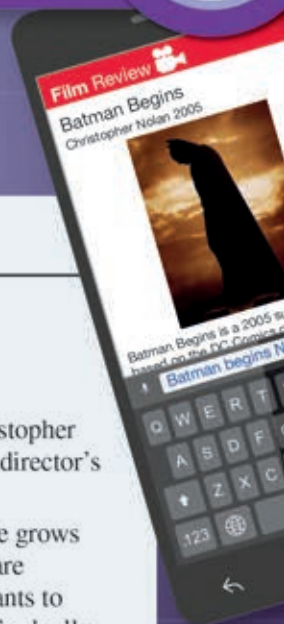 Film Review
Batman Begins
Christopher Nolan 2005
Batman Begins is a 2005 su
based on the DC Comics c
Batman begins N
Q W E R T
A S D F
Z X C
.123
stopher
director's
e grows
are
ants to